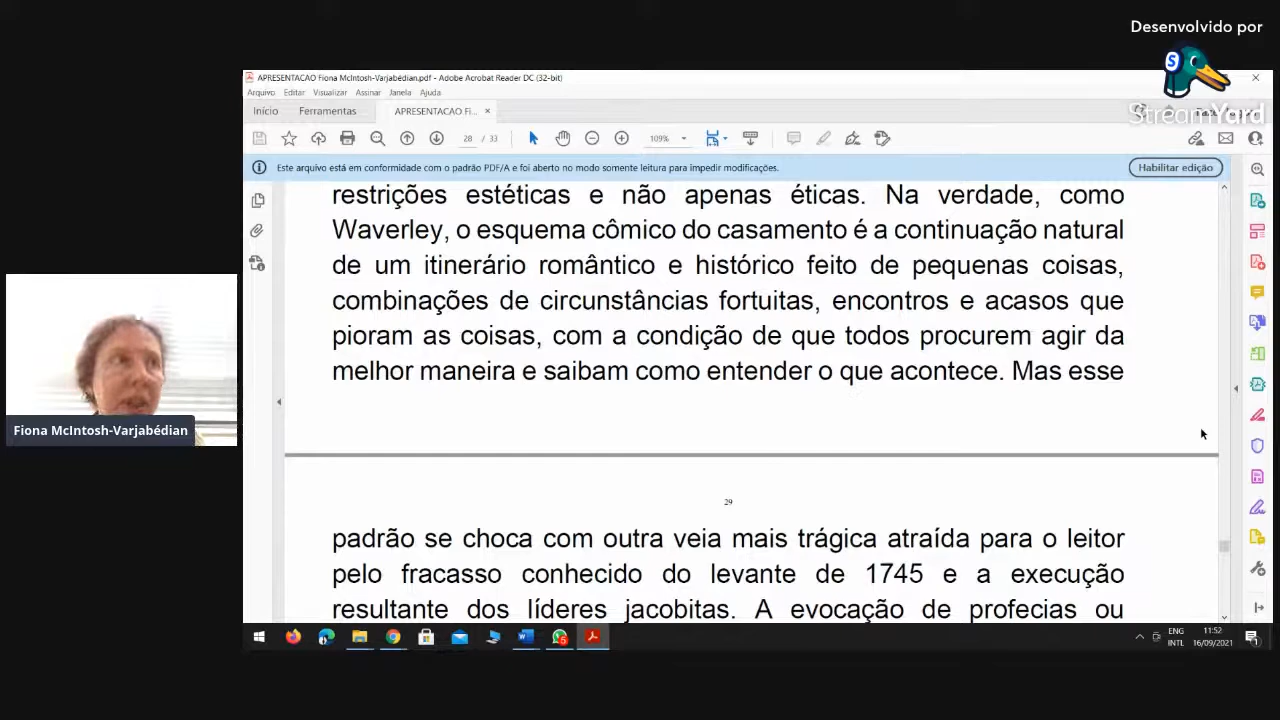 Desenvolvido por
StreamYard
APRESENTACAO Fiona McIntosh-Varjabédian.pdf - Adobe Acrobat Reader DC (32-bit)
Arquivo Editar Visualizar Assinar Janela Ajuda
Início Ferramentas APRESENTACAO Fi... ×
28 / 33 109%
Este arquivo está em conformidade com o padrão PDF/A e foi aberto no modo somente leitura para impedir modificações.
Habilitar edição
restrições estéticas e não apenas éticas. Na verdade, como
Waverley, o esquema cômico do casamento é a continuação natural
de um itinerário romântico e histórico feito de pequenas coisas,
combinações de circunstâncias fortuitas, encontros e acasos que
pioram as coisas, com a condição de que todos procurem agir da
melhor maneira e saibam como entender o que acontece. Mas esse
29
padrão se choca com outra veia mais trágica atraída para o leitor
pelo fracasso conhecido do levante de 1745 e a execução
resultante dos líderes jacobitas. A evocação de profecias ou
Fiona McIntosh-Varjabédian
ENG
INTL
11:52
16/09/2021